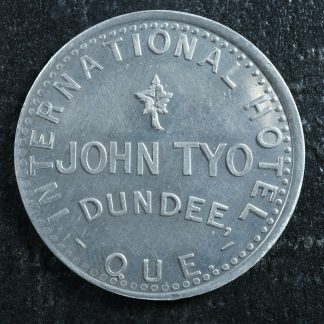 INTERNATIONAL HOTEL
JOHN TYO
DUNDEE,
- QUE. -